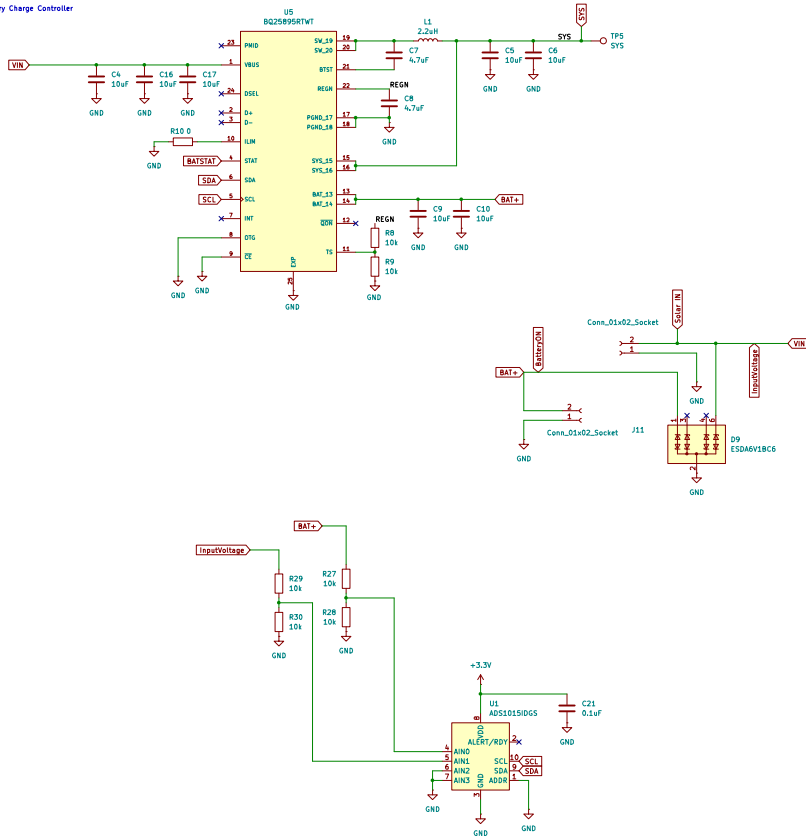 ry Charge Controller
U5
BQ25895RTWT
23 PMID
1 VBUS
24 DSEL
2 D+
3 D-
10 ILIM
4 STAT
6 SDA
5 SCL
7 INT
8 OTG
9 CE
SW_19 19
SW_20 20
BTST 21
REGN 22
PGND_17 17
PGND_18 18
SYS_15 15
SYS_16 16
BAT_13 13
BAT_14 14
QON 12
TS 11
EXP
25
GND
VIN
C4
10uF
GND
C16
10uF
GND
C17
10uF
GND
R10 0
GND
BATSTAT
SDA
SCL
GND
GND
L1
2.2uH
C7
4.7uF
REGN
C8
4.7uF
GND
SYS
SYS
TP5
SYS
C5
10uF
GND
C6
10uF
GND
BAT+
C9
10uF
GND
C10
10uF
GND
REGN
R8
10k
R9
10k
GND
Solar IN
Conn_01x02_Socket
2
1
VIN
InputVoltage
GND
BatteryON
BAT+
2
1
Conn_01x02_Socket
J11
GND
1
3
4
6
D9
ESDA6V1BC6
2
GND
BAT+
InputVoltage
R29
10k
R30
10k
GND
R27
10k
R28
10k
GND
+3.3V
U1
ADS1015IDGS
C21
0.1uF
GND
8
VDD
ALERT/RDY 2
4 AIN0
5 AIN1
6 AIN2
7 AIN3
SCL 10 SCL
SDA 9 SDA
ADDR 1
GND
3
GND
GND
GND